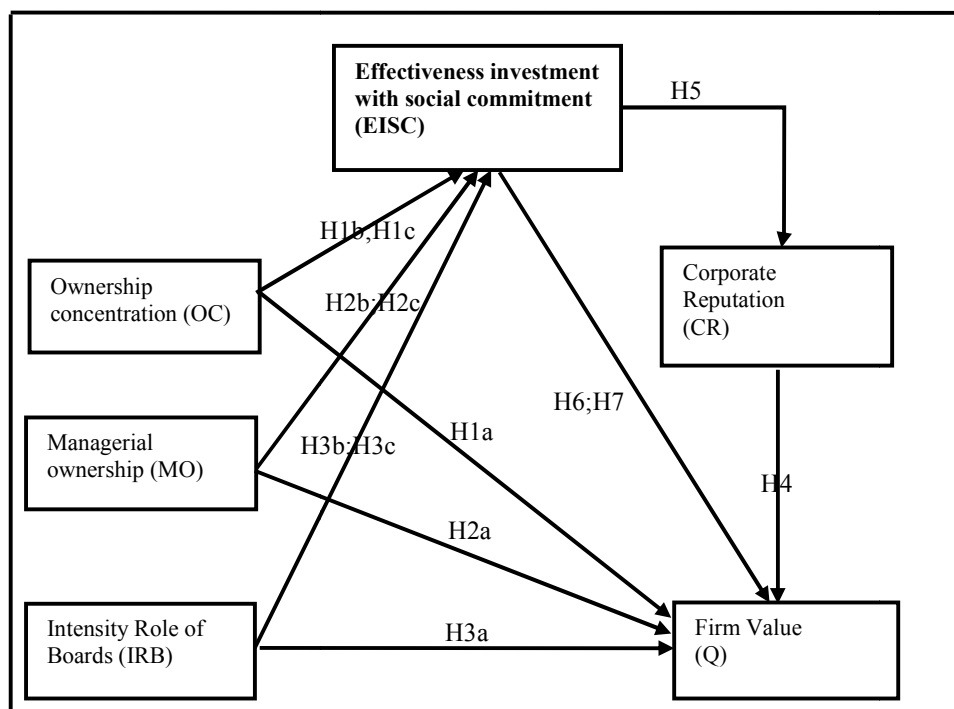 Effectiveness investment
with social commitment
(EISC)
H5
H1b;H1c
Ownership
concentration (OC)
Corporate
Reputation
(CR)
H2b;H2c
H6;H7
H1a
H3b;H3c
Managerial
ownership (MO)
H4
H2a
Intensity Role of
Boards (IRB)
H3a
Firm Value
(Q)